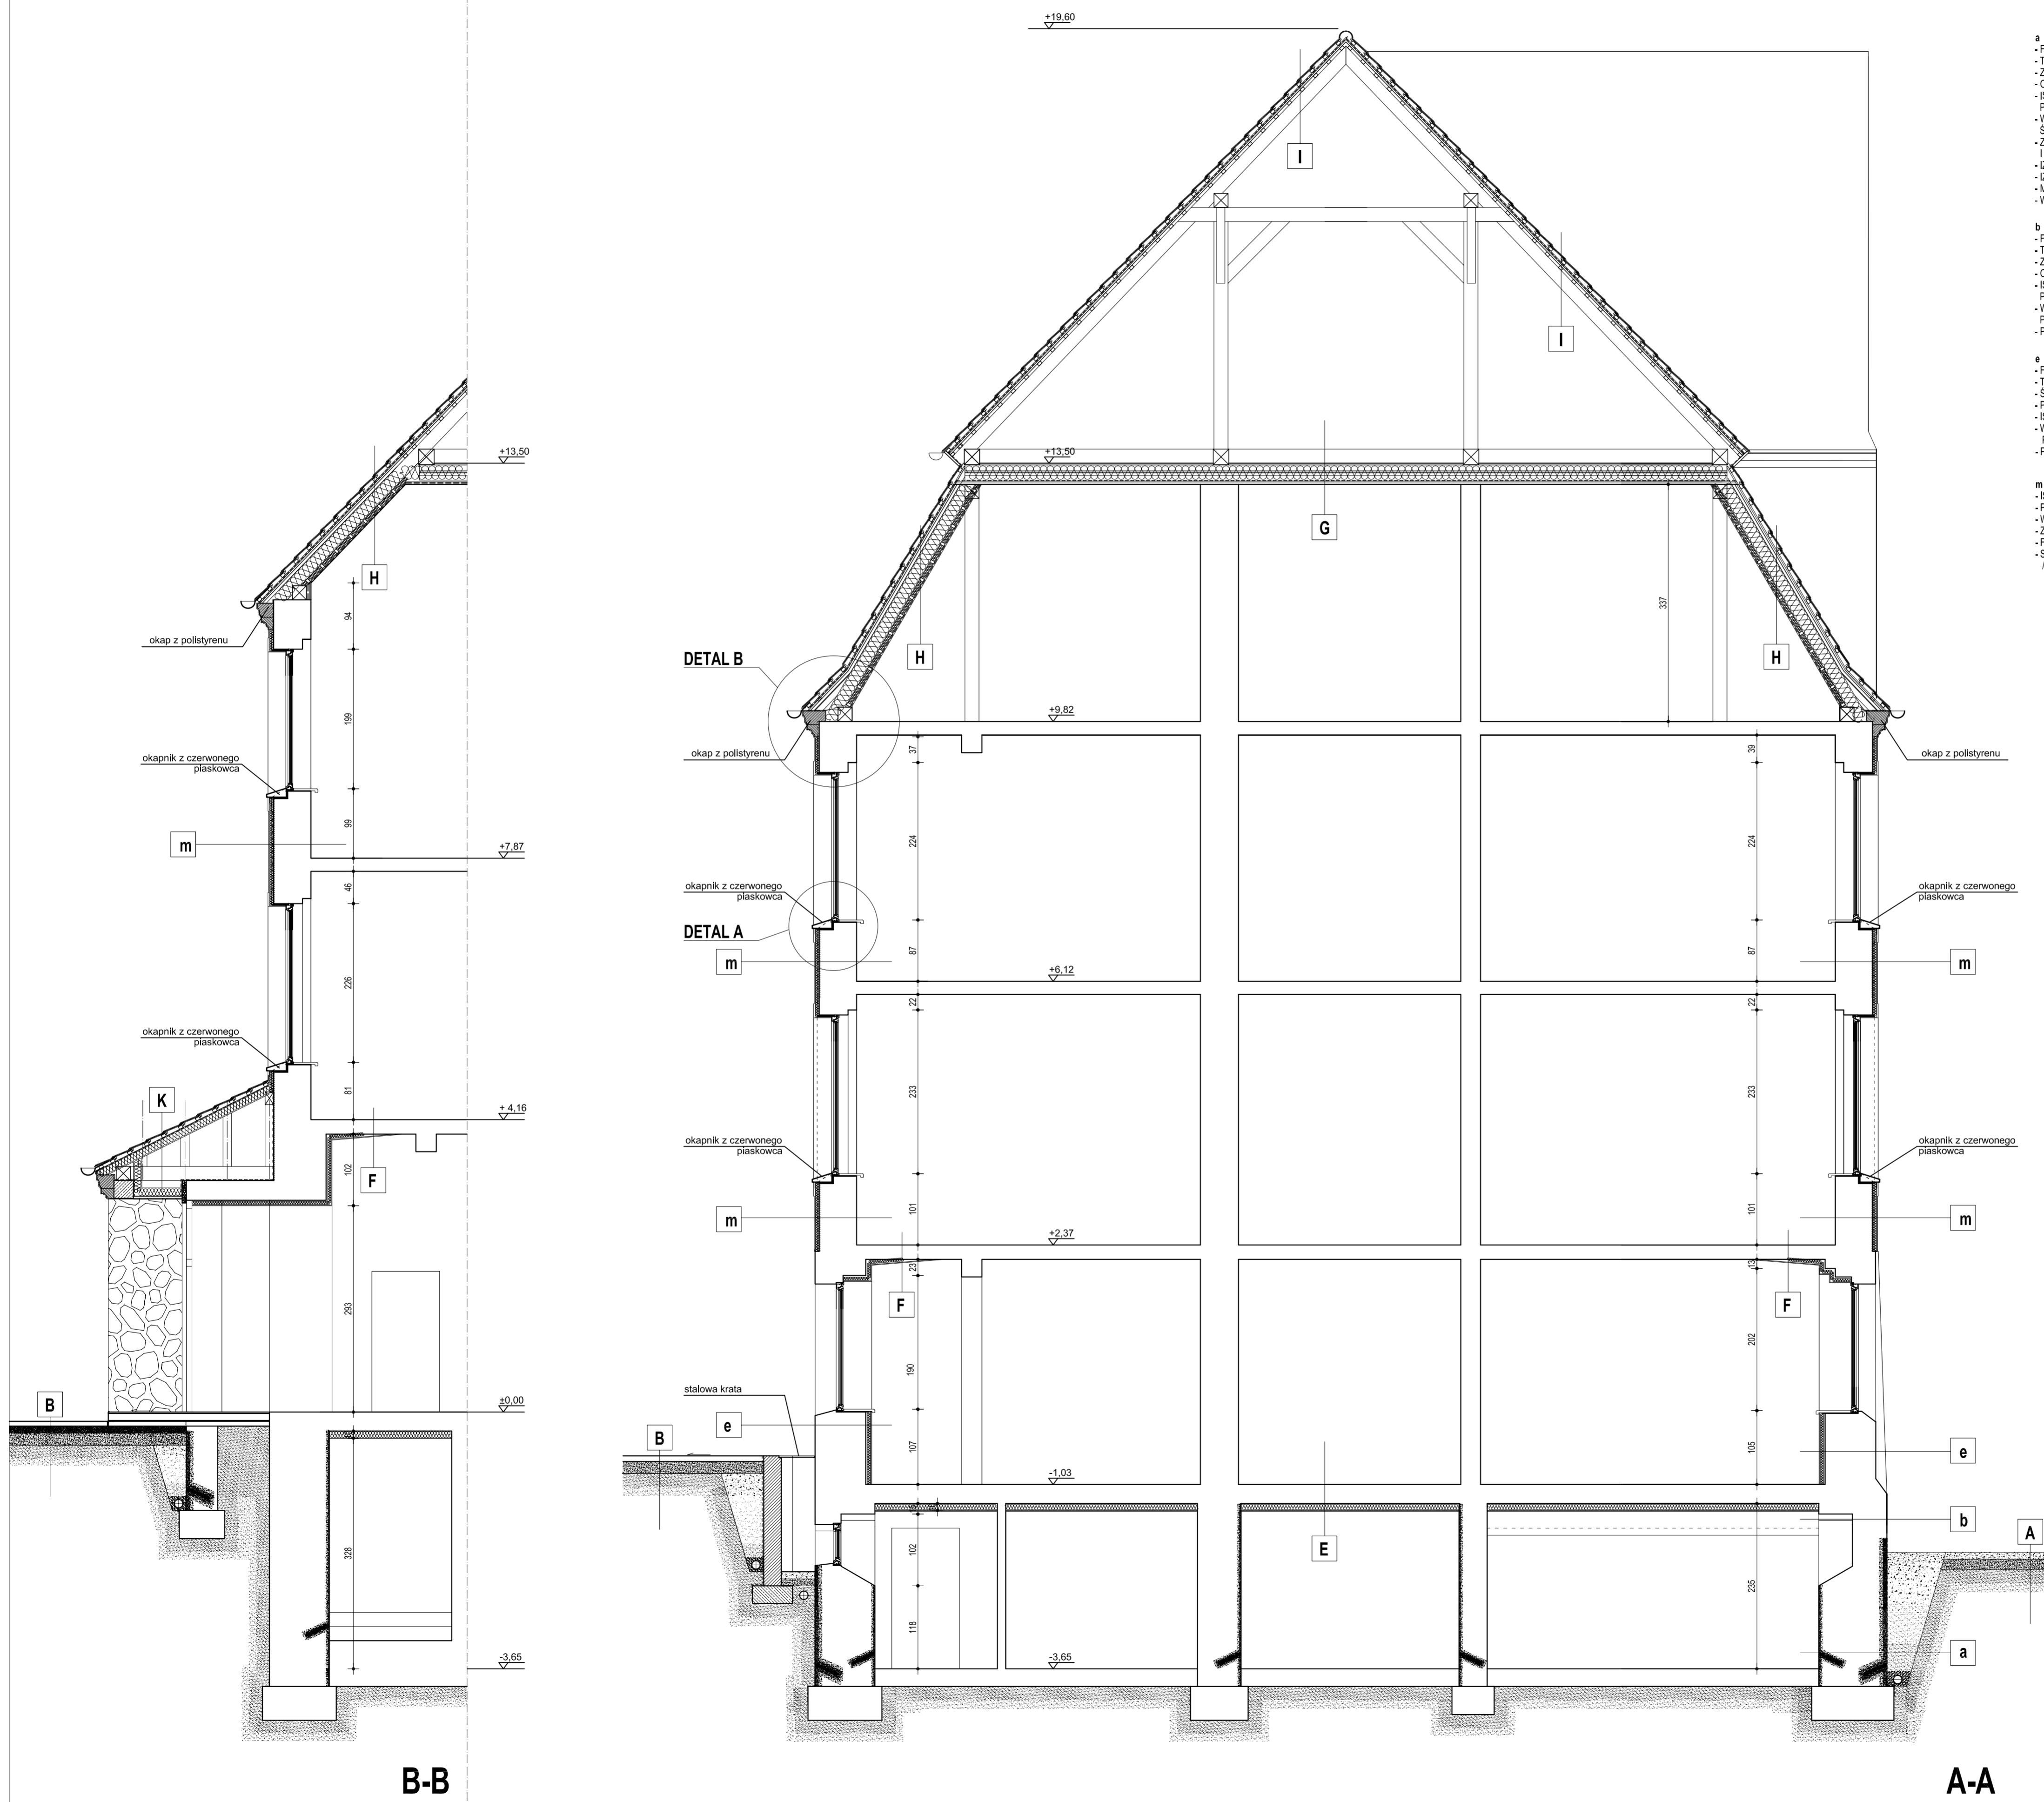 +19,60
I
I
+13,50
+13,50
G
H
H
H
337
94
okap z polistyrenu
199
DETAL B
+9,82
okap z polistyrenu
okap z polistyrenu
37
39
okapnik z czerwonego
piaskowca
99
m
+7,87
224
224
46
okapnik z czerwonego
piaskowca
okapnik z czerwonego
piaskowca
DETAL A
m
m
87
87
+6,12
226
22
22
okapnik z czerwonego
piaskowca
81
K
+ 4,16
233
233
102
F
okapnik z czerwonego
piaskowca
okapnik z czerwonego
piaskowca
m
m
101
101
+2,37
23
13
F
F
293
202
190
±0,00
stalowa krata
B
B
e
e
107
105
-1,03
15
b
A
E
102
328
235
118
-3,65
-3,65
a
B-B
A-A
a
b
e
m